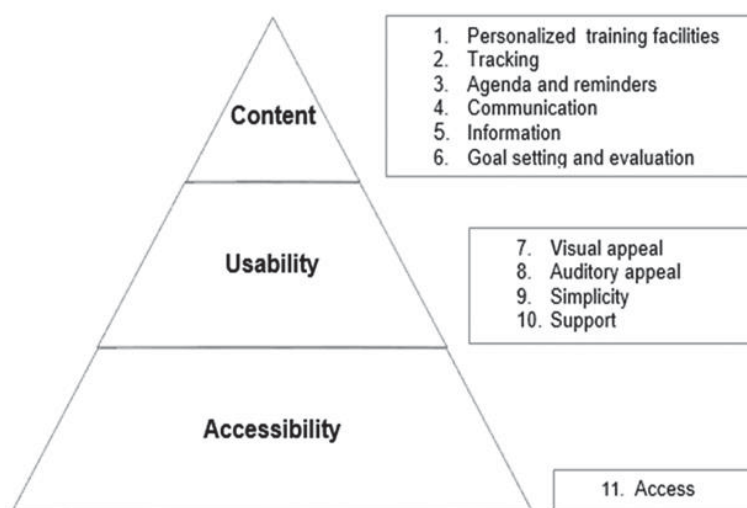 Content
1. Personalized training facilities
2. Tracking
3. Agenda and reminders
4. Communication
5. Information
6. Goal setting and evaluation
Usability
7. Visual appeal
8. Auditory appeal
9. Simplicity
10. Support
Accessibility
11. Access